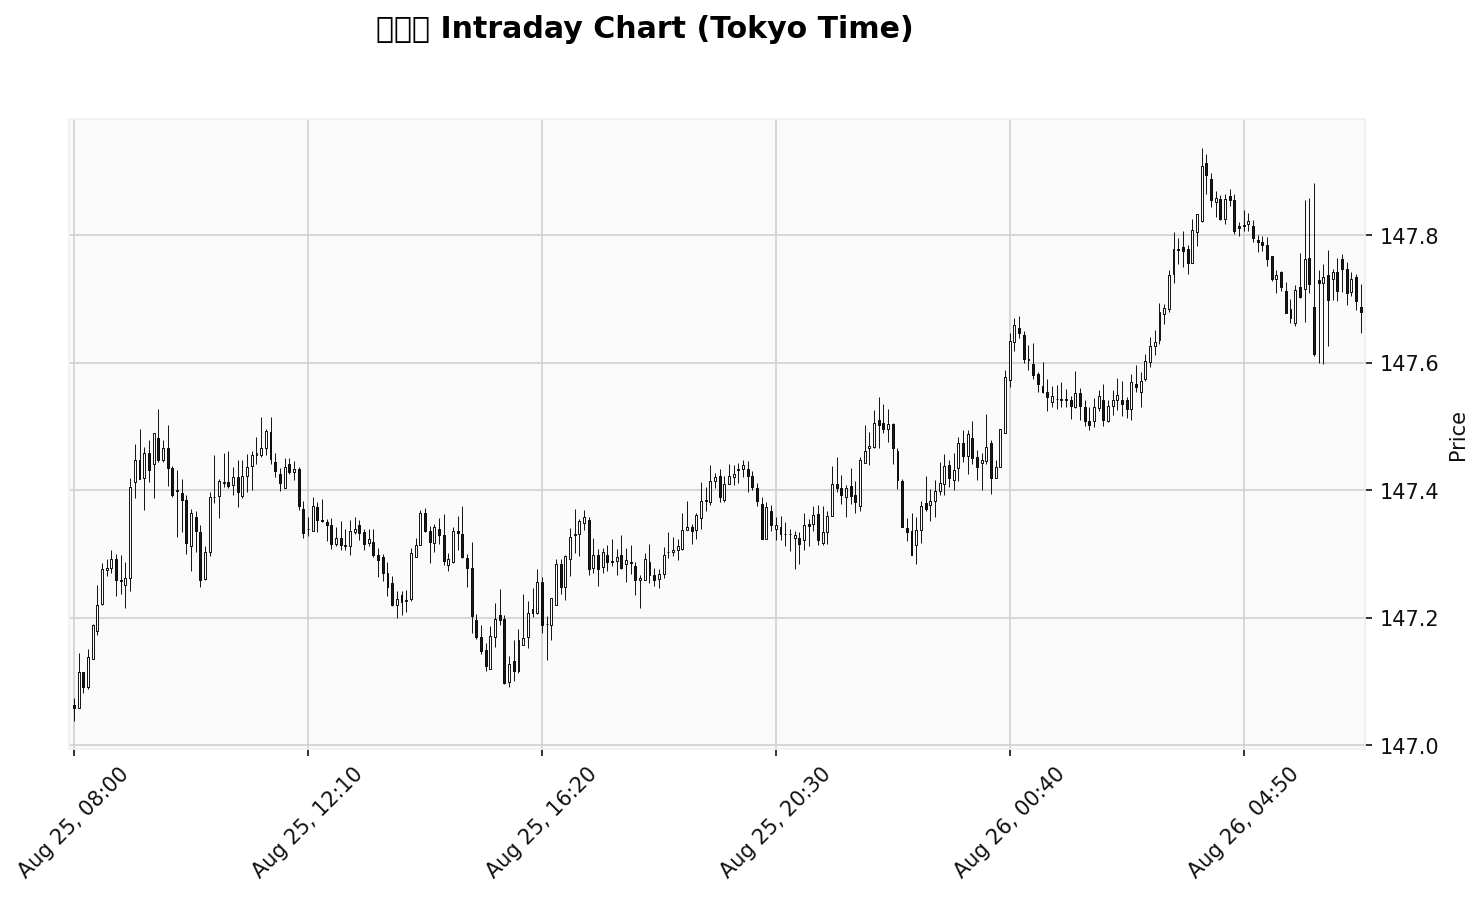 Intraday Chart (Tokyo Time)
147.8
147.6
147.4
147.2
147.0
Price
Aug 25, 08:00
Aug 25, 12:10
Aug 25, 16:20
Aug 25, 20:30
Aug 26, 00:40
Aug 26, 04:50